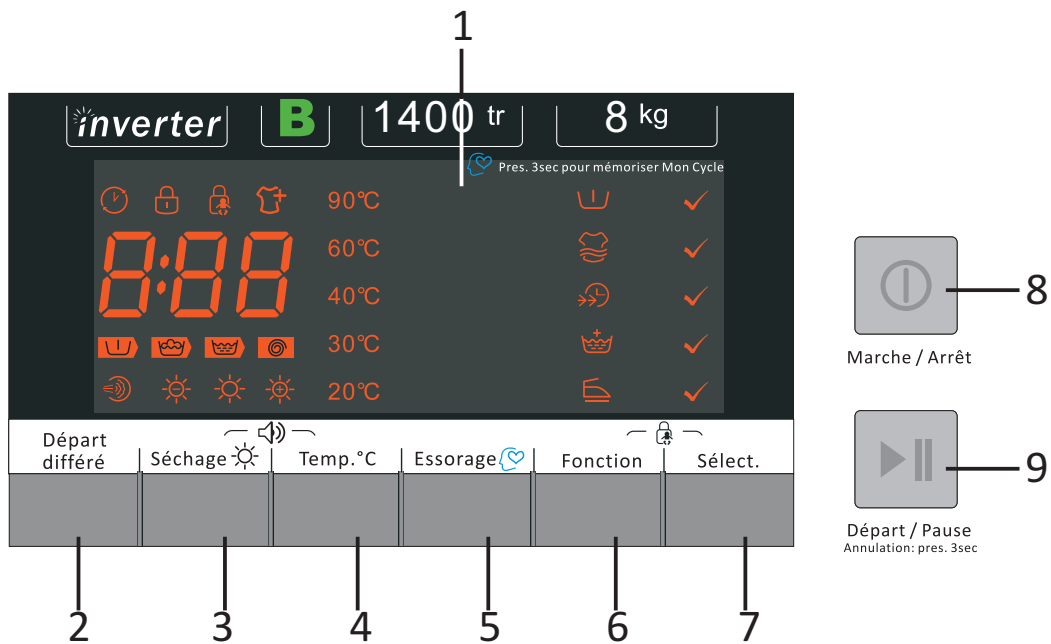 1
inverter
B
1400 tr
8 kg
Pres. 3sec pour mémoriser Mon Cycle
90°C
60°C
8:88
40°C
30°C
20°C
Départ différé
Séchage
Temp.°C
Essorage
Fonction
Sélect.
8
Marche / Arrêt
9
Départ / Pause
Annulation: pres. 3sec
2
3
4
5
6
7